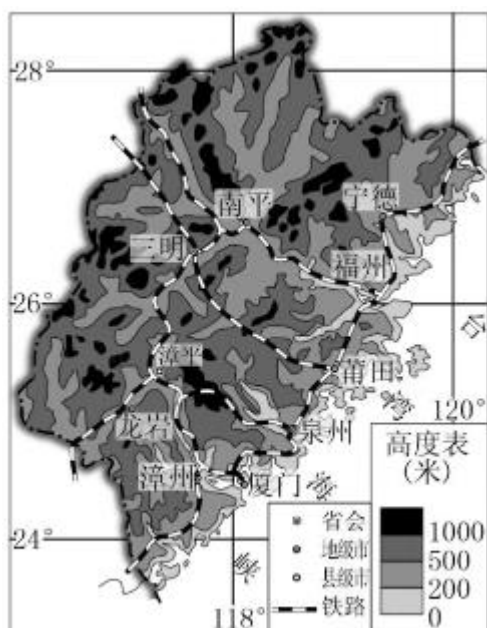 28°
南平
宁德
三明
福州
26°
台
漳平
莆田
湾
120°
龙岩
泉州
漳州
厦门
海
24°
峡
118°
高度表
(米)
1000
500
200
0
省会
地级市
县级市
铁路